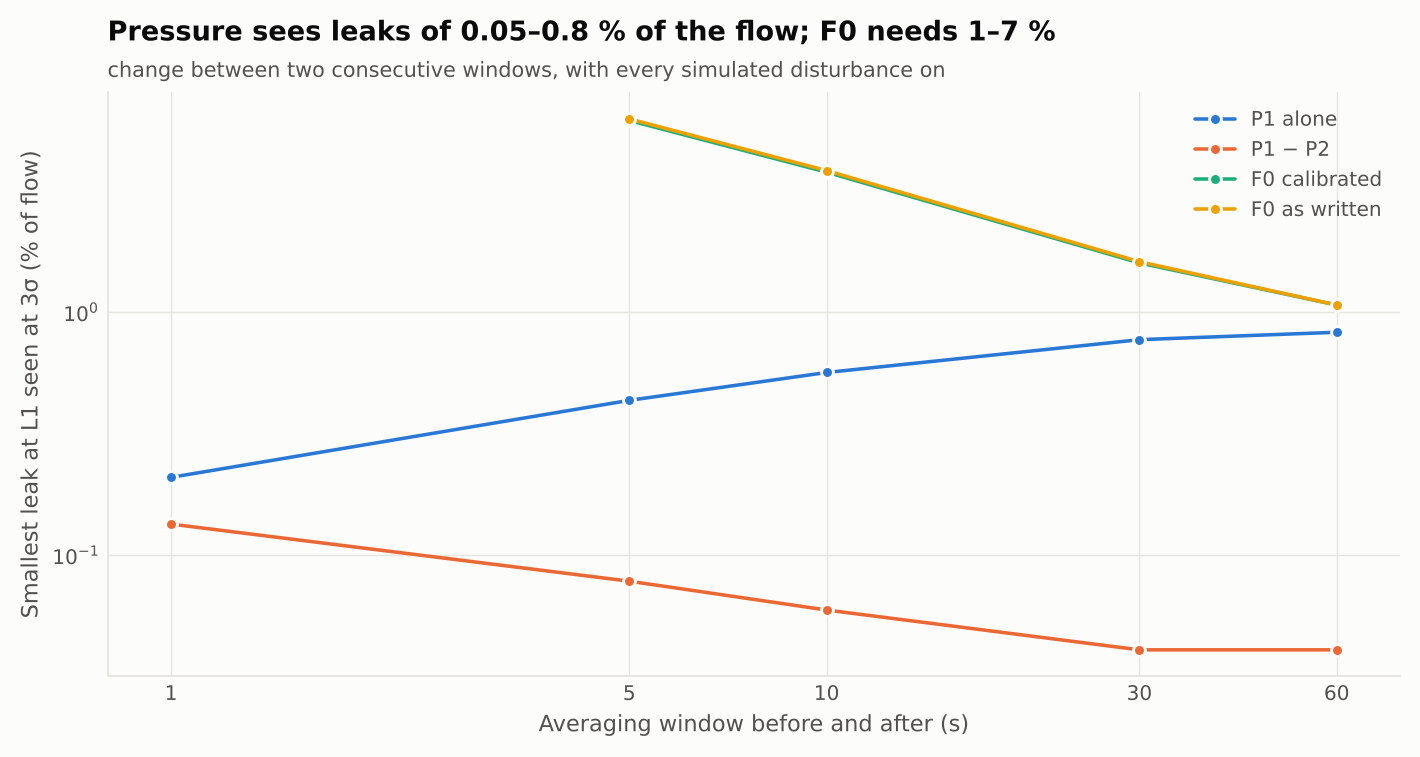 Pressure sees leaks of 0.05–0.8 % of the flow; F0 needs 1–7 %
change between two consecutive windows, with every simulated disturbance on
Smallest leak at L1 seen at 3σ (% of flow)
10⁰
10⁻¹
P1 alone
P1 − P2
F0 calibrated
F0 as written
1
5
10
30
60
Averaging window before and after (s)